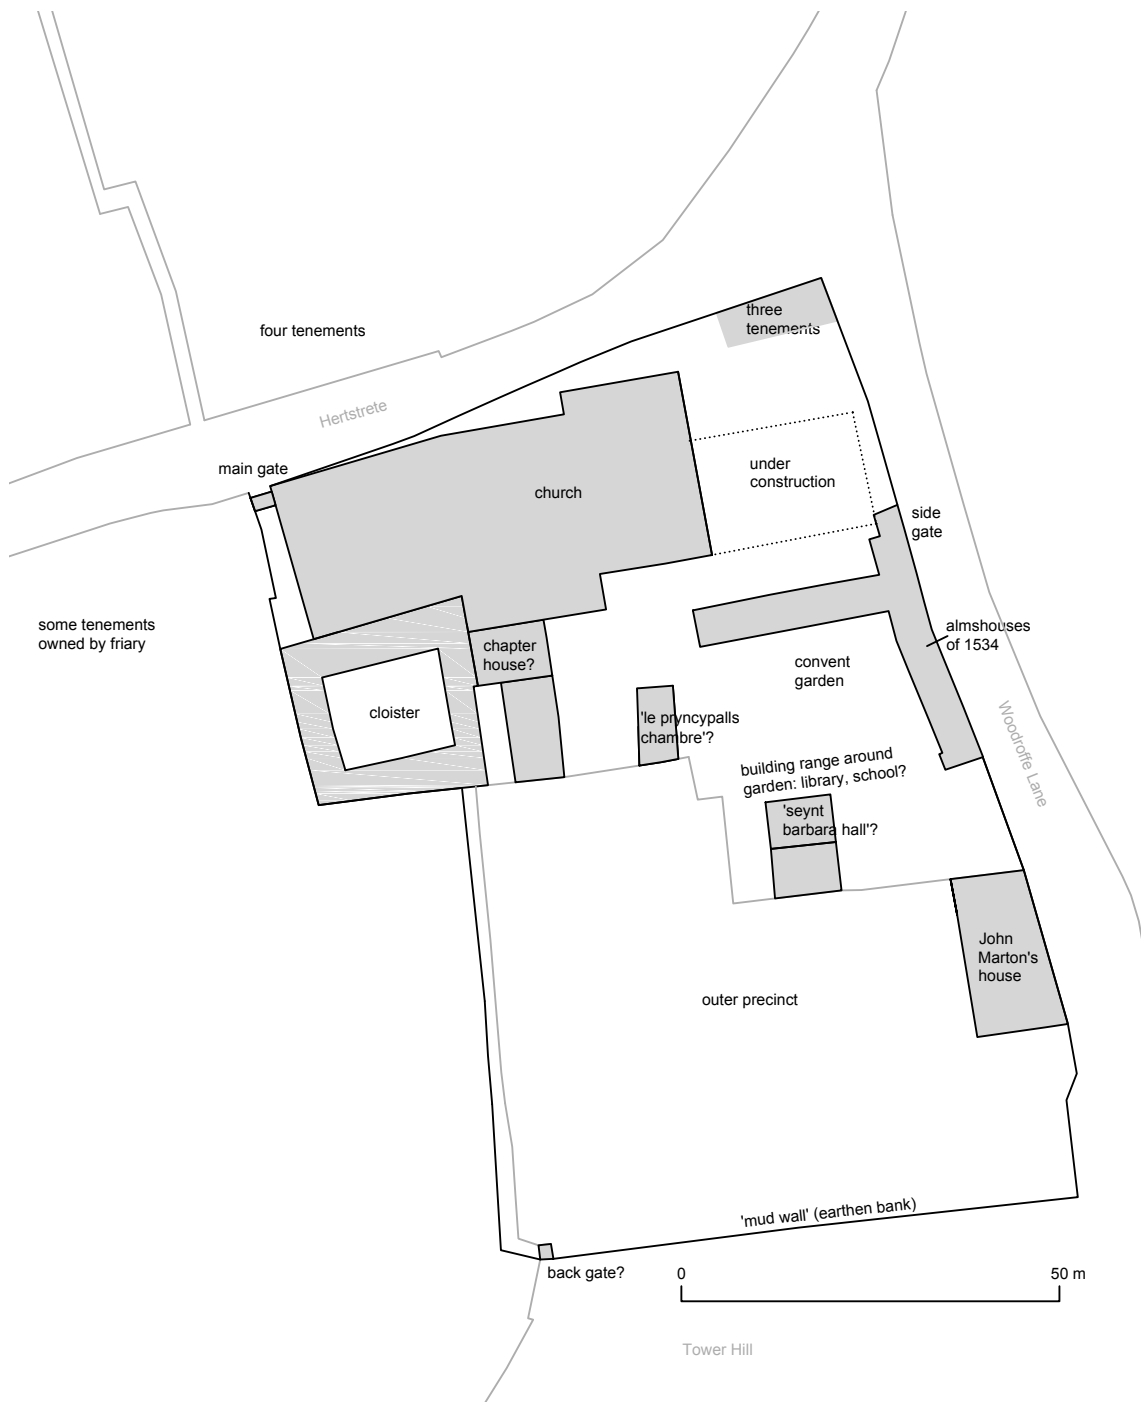 three
tenements
four tenements
Hertstrete
main gate
under
construction
church
side
gate
some tenements
owned by friary
almshouses
of 1534
chapter
house?
convent
garden
cloister
'le pryncypalls
chambre'?
Woodroffe Lane
building range around
garden: library, school?
'seynt
barbara hall'?
John
Marton's
house
outer precinct
'mud wall' (earthen bank)
back gate?
0
50 m
Tower Hill